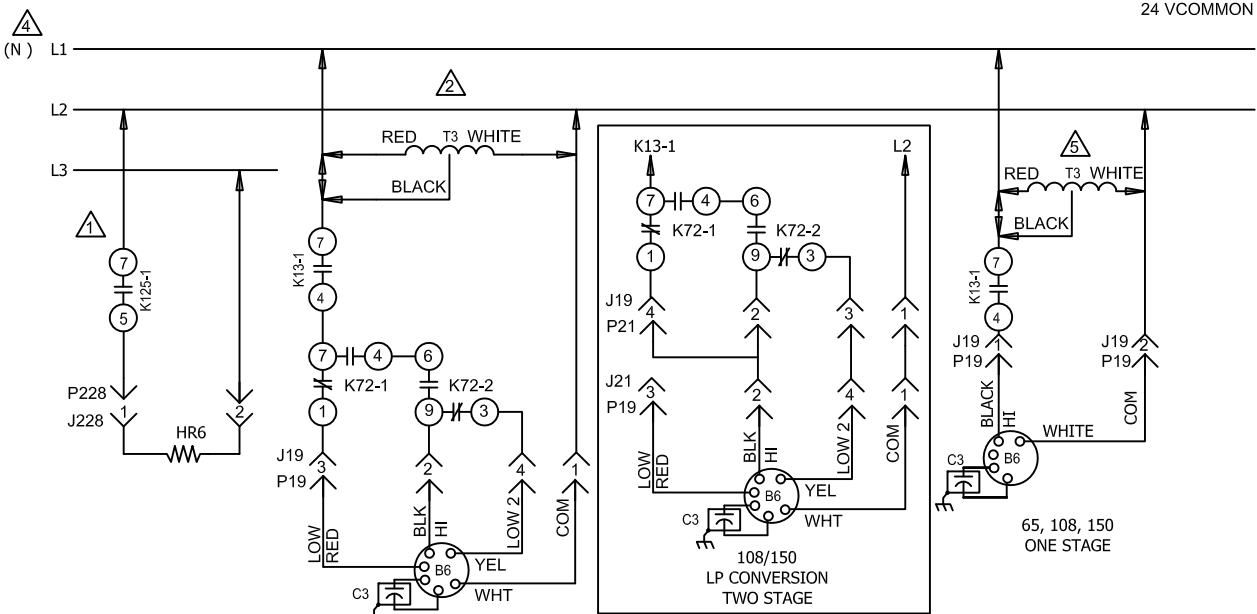 24 VCOMMON
4
(N) L1
2
L2
RED T3 WHITE
K13-1
L2
5
L3
BLACK
7 4 6
RED T3 WHITE
1
K72-1 K72-2
BLACK
7
7
1 9 3
7
K125-1
K13-1
K13-1
5
4
J19 4 2 3 1
P21
4
7 4 6
J19 1
P19
J19 2
P19
K72-1 K72-2
P228
J228
1 2
1 9 3
J21 3 2 4 1
P19
BLACK
HI
COM
HR6
WHITE
J19
P19
3 2 4 1
LOW
RED
BLK
HI
LOW 2
COM
C3
B6
B6
YEL
LOW
RED
BLK
HI
LOW 2
COM
C3
WHT
65, 108, 150
ONE STAGE
B6
YEL
108/150
LP CONVERSION
TWO STAGE
C3
WHT